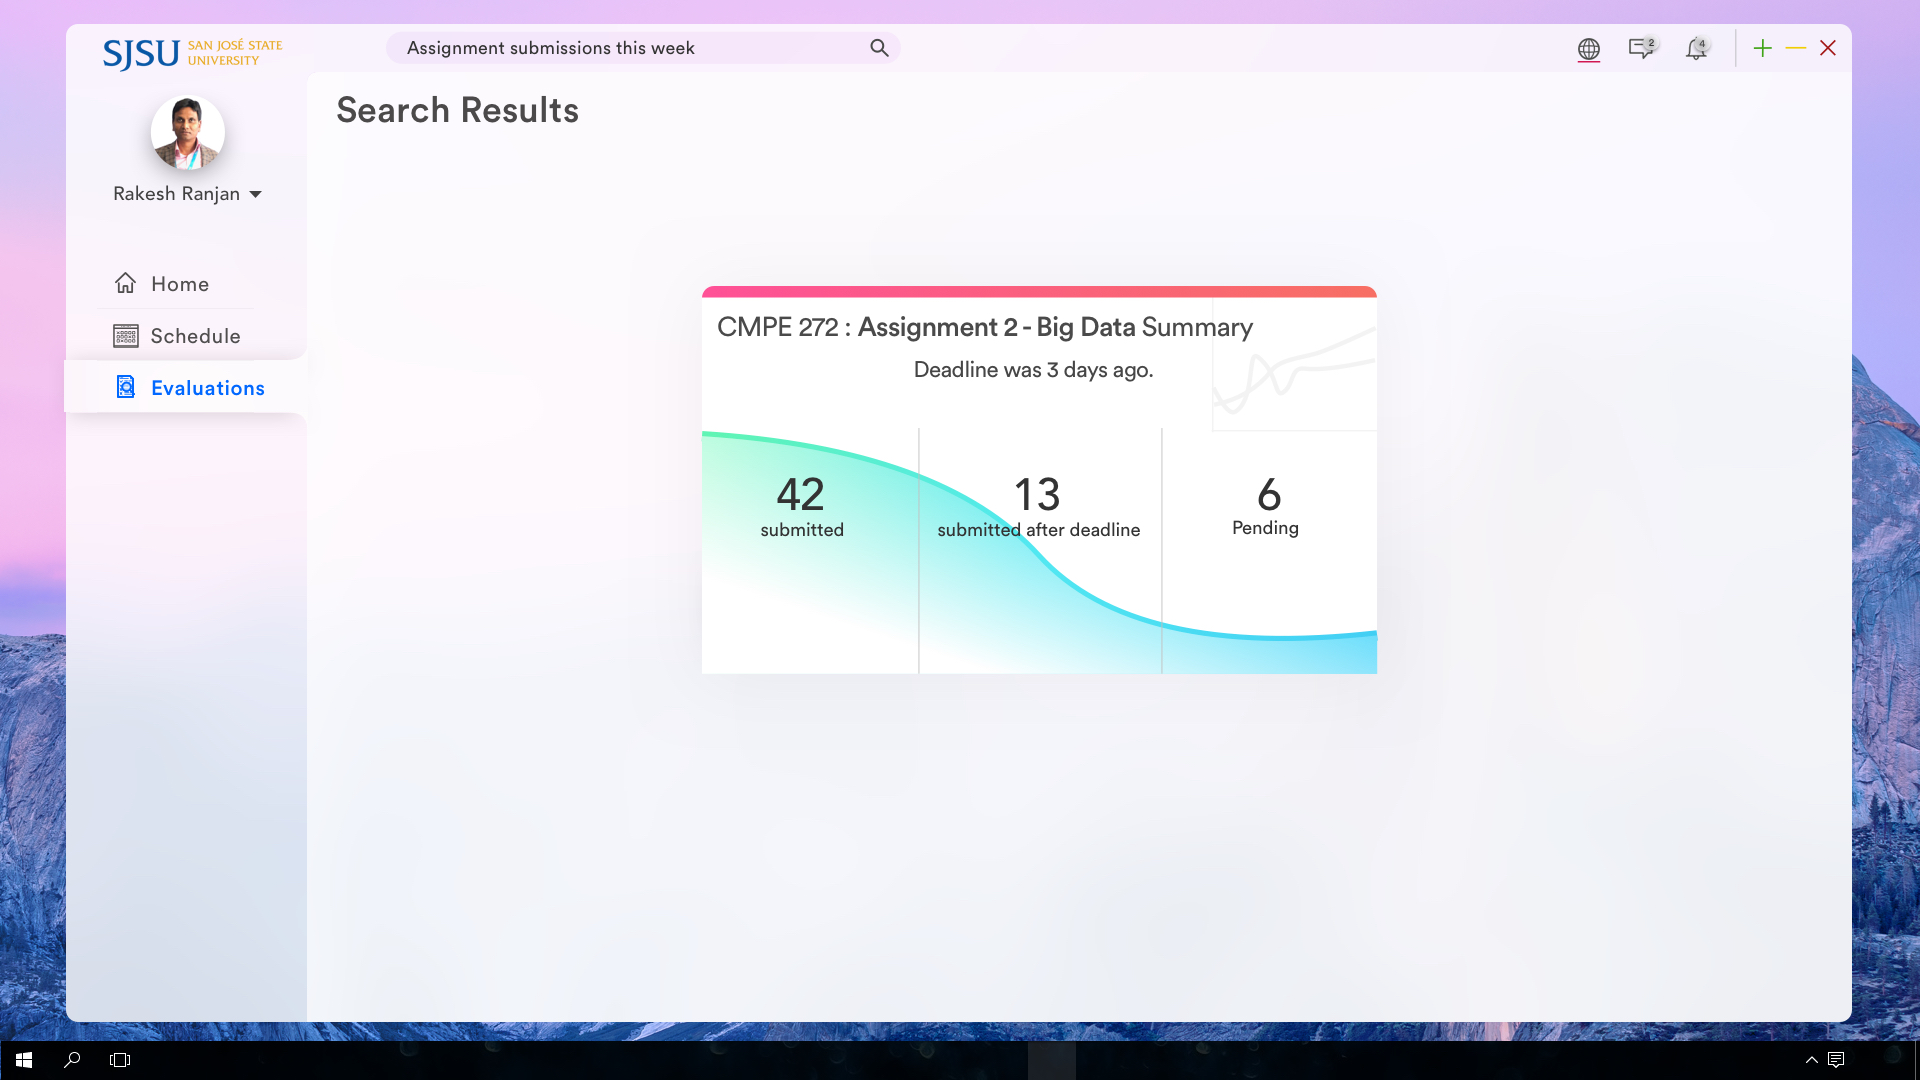 SJSU SAN JOSÉ STATE
UNIVERSITY
Assignment submissions this week
2
4
Rakesh Ranjan
Home
Schedule
Evaluations
Search Results
CMPE 272 : Assignment 2 - Big Data Summary
Deadline was 3 days ago.
42
submitted
13
submitted after deadline
6
Pending